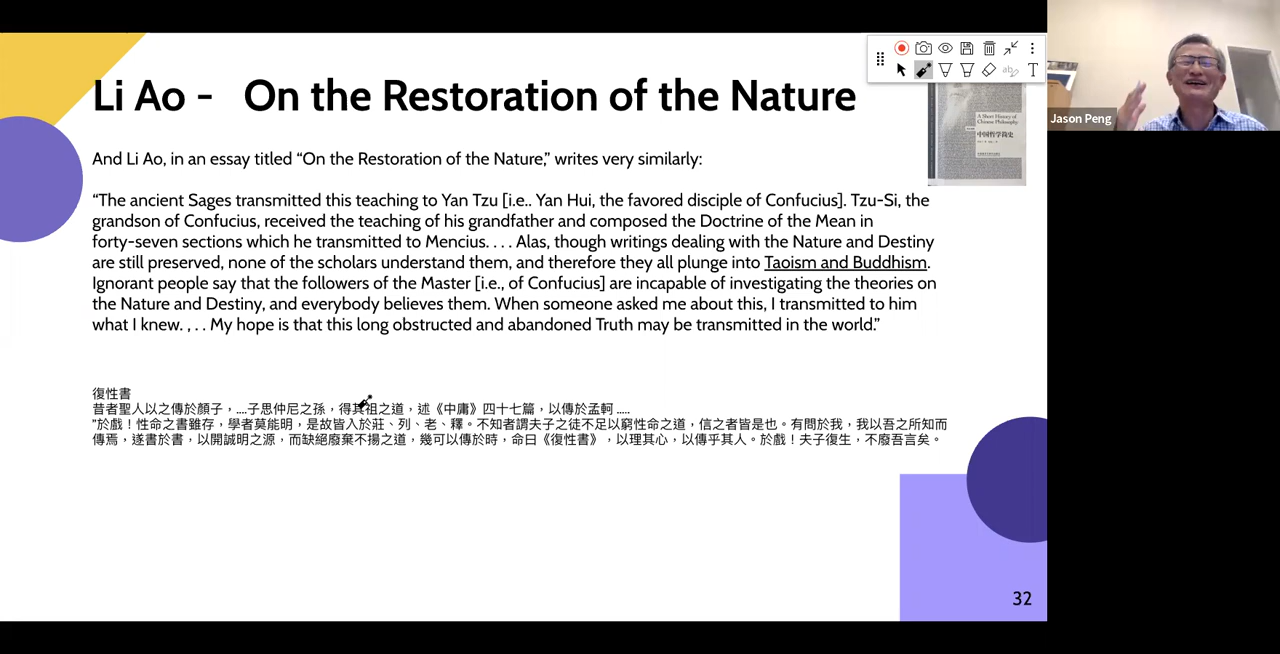 Li Ao - On the Restoration of the Nature
And Li Ao, in an essay titled “On the Restoration of the Nature,” writes very similarly:
“The ancient Sages transmitted this teaching to Yan Tzu [i.e.. Yan Hui, the favored disciple of Confucius]. Tzu-Si, the
grandson of Confucius, received the teaching of his grandfather and composed the Doctrine of the Mean in
forty-seven sections which he transmitted to Mencius. . . . Alas, though writings dealing with the Nature and Destiny
are still preserved, none of the scholars understand them, and therefore they all plunge into Taoism and Buddhism.
Ignorant people say that the followers of the Master [i.e., of Confucius] are incapable of investigating the theories on
the Nature and Destiny, and everybody believes them. When someone asked me about this, I transmitted to him
what I knew. , . . My hope is that this long obstructed and abandoned Truth may be transmitted in the world.”
復性書
昔者聖人以之傳於顏子，....子思仲尼之孫，得其祖之道，述《中庸》四十七篇，以傳於孟軻 .....
”於戲！性命之書雖存，學者莫能明，是故皆入於莊、列、老、釋。不知者謂夫子之徒不足以窮性命之道，信之者皆是也。有問於我，我以吾之所知而
傳焉，遂書於書，以開誠明之源，而缺絕廢棄不揚之道，幾可以傳於時，命曰《復性書》，以理其心，以傳乎其人。於戲！夫子復生，不廢吾言矣。
A Short History of
Chinese Philosophy
中国哲学简史
ab
T
Jason Peng
32